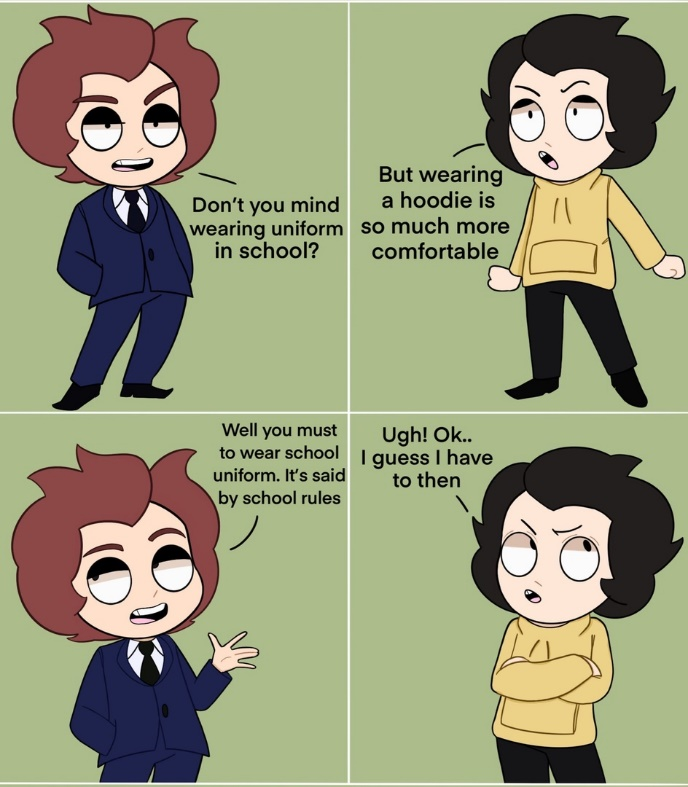 Don't you mind
wearing uniform
in school?
But wearing
a hoodie is
so much more
comfortable
Well you must
to wear school
uniform. It's said
by school rules
Ugh! Ok..
I guess I have
to then